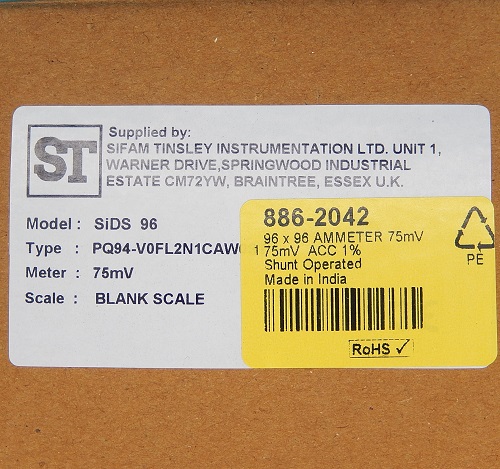 ST
Supplied by:
SIFAM TINSLEY INSTRUMENTATION LTD. UNIT 1,
WARNER DRIVE,SPRINGWOOD INDUSTRIAL
ESTATE CM72YW, BRAINTREE, ESSEX U.K.
Model : SiDS 96
Type : PQ94-V0FL2N1CAW
Meter : 75mV
Scale : BLANK SCALE
886-2042
96 x 96 AMMETER 75mV
75mV ACC 1%
Shunt Operated
Made in India
PE
RoHS ✓